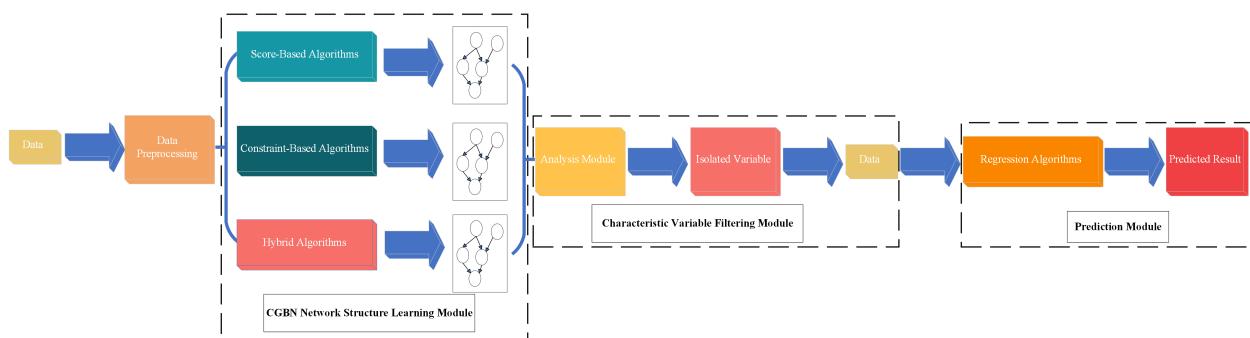 Data
Data
Preprocessing
Score-Based Algorithms
Constraint-Based Algorithms
Hybrid Algorithms
CGBN Network Structure Learning Module
Analysis Module
Isolated Variable
Data
Characteristic Variable Filtering Module
Regression Algorithms
Predicted Result
Prediction Module